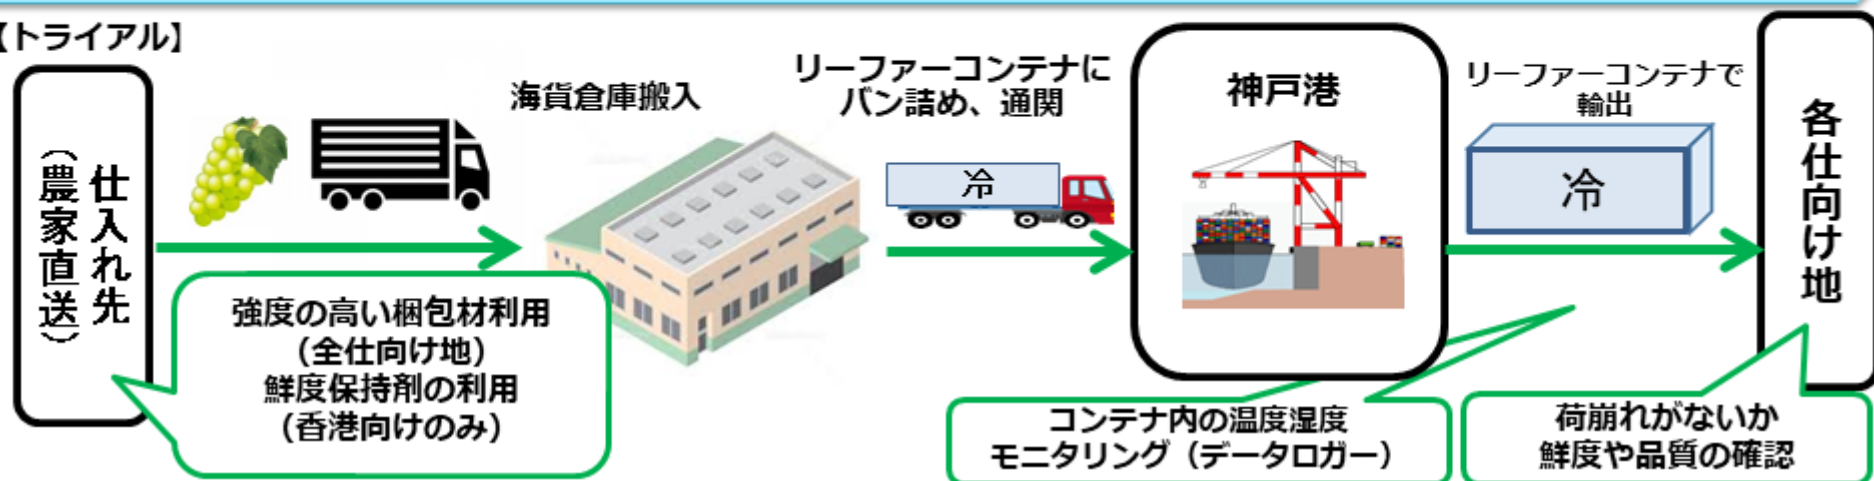 【トライアル】
仕入れ先
（農家直送）
海貨倉庫搬入
リーファーコンテナに
バン詰め、通関
冷
神戸港
リーファーコンテナで
輸出
冷
各仕向け地
強度の高い梱包材利用
(全仕向け地)
鮮度保持剤の利用
(香港向けのみ)
コンテナ内の温度湿度
モニタリング（データロガー）
荷崩れがないか
鮮度や品質の確認